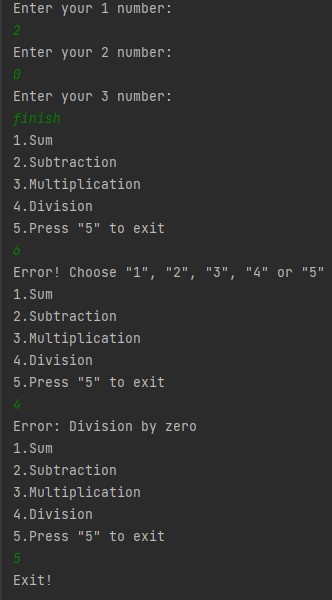 Enter your 1 number:
2
Enter your 2 number:
0
Enter your 3 number:
finish
1.Sum
2.Subtraction
3.Multiplication
4.Division
5.Press "5" to exit
6
Error! Choose "1", "2", "3", "4" or "5"
1.Sum
2.Subtraction
3.Multiplication
4.Division
5.Press "5" to exit
4
Error: Division by zero
1.Sum
2.Subtraction
3.Multiplication
4.Division
5.Press "5" to exit
5
Exit!